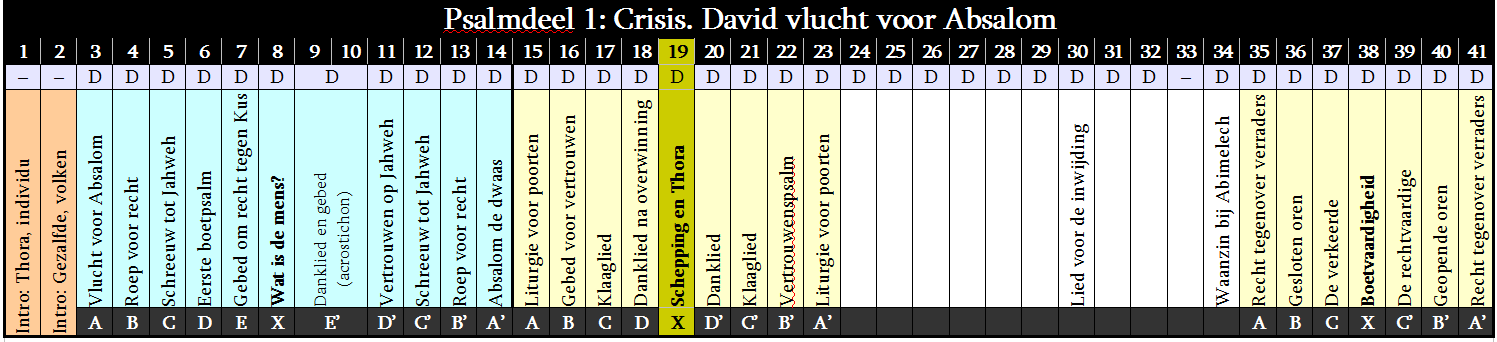 Psalmdeel 1: Crisis. David vlucht voor Absalom
1 2 3 4 5 6 7 8 9 10 11 12 13 14 15 16 17 18 19 20 21 22 23 24 25 26 27 28 29 30 31 32 33 34 35 36 37 38 39 40 41
– – D D D D D D D D D D D D D D D D D D D D D D D D D D D D D – D D D D D D D D
Intro: Thora, individu
Intro: Gezalfde, volken
Vlucht voor Absalom
Roep voor recht
Schreeuw tot Jahweh
Eerste boetpsalm
Gebed om recht tegen Kus
Wat is de mens?
Danklied en gebed
(acrostichon)
Vertrouwen op Jahweh
Schreeuw tot Jahweh
Roep voor recht
Absalom de dwaas
Liturgie voor poorten
Gebed voor vertrouwen
Klaaglied
Danklied na overwinning
Schepping en Thora
Danklied
Klaaglied
Vertrouwenspsalm
Liturgie voor poorten
Lied voor de inwijding
Waanzin bij Abimelech
Recht tegenover verraders
Gesloten oren
De verkeerde
Boetvaardigheid
De rechtvaardige
Geopende oren
Recht tegenover verraders
A B C D E X E’ D’ C’ B’ A’ A B C D X D’ C’ B’ A’ A B C X C’ B’ A’